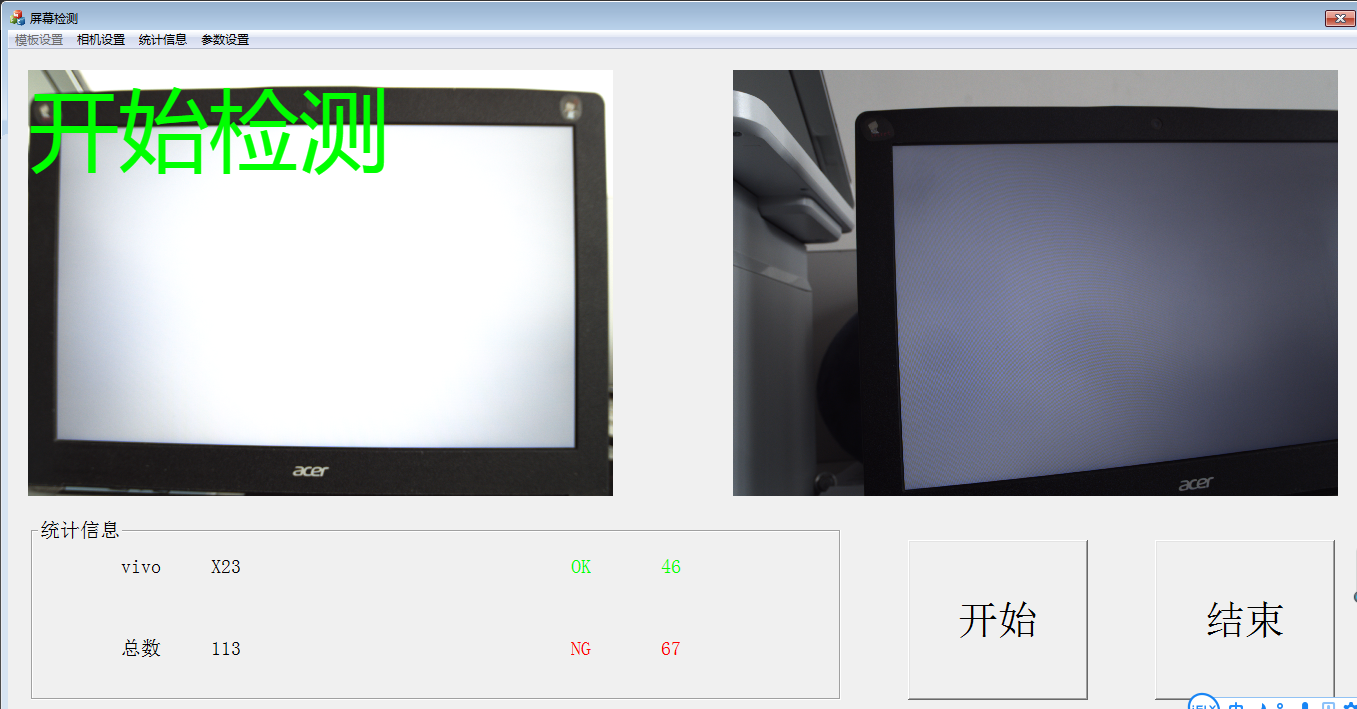 屏幕检测
模板设置 相机设置 统计信息 参数设置
开始检测
acer
acer
统计信息
vivo X23 OK 46
总数 113 NG 67
开始
结束
中